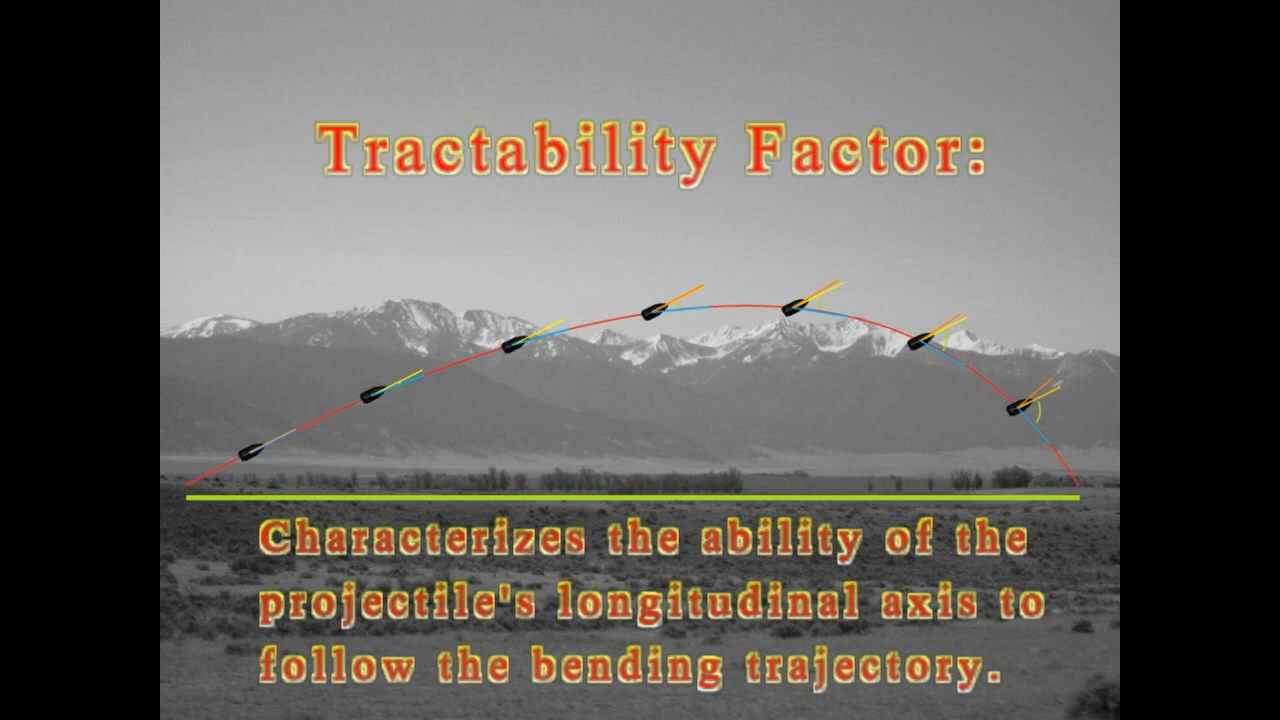 Tractability Factor:
Characterizes the ability of the
projectile's longitudinal axis to
follow the bending trajectory.